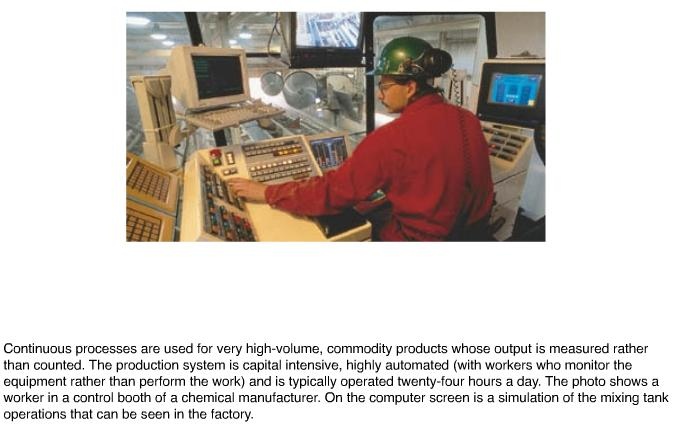 Continuous processes are used for very high-volume, commodity products whose output is measured rather
than counted. The production system is capital intensive, highly automated (with workers who monitor the
equipment rather than perform the work) and is typically operated twenty-four hours a day. The photo shows a
worker in a control booth of a chemical manufacturer. On the computer screen is a simulation of the mixing tank
operations that can be seen in the factory.